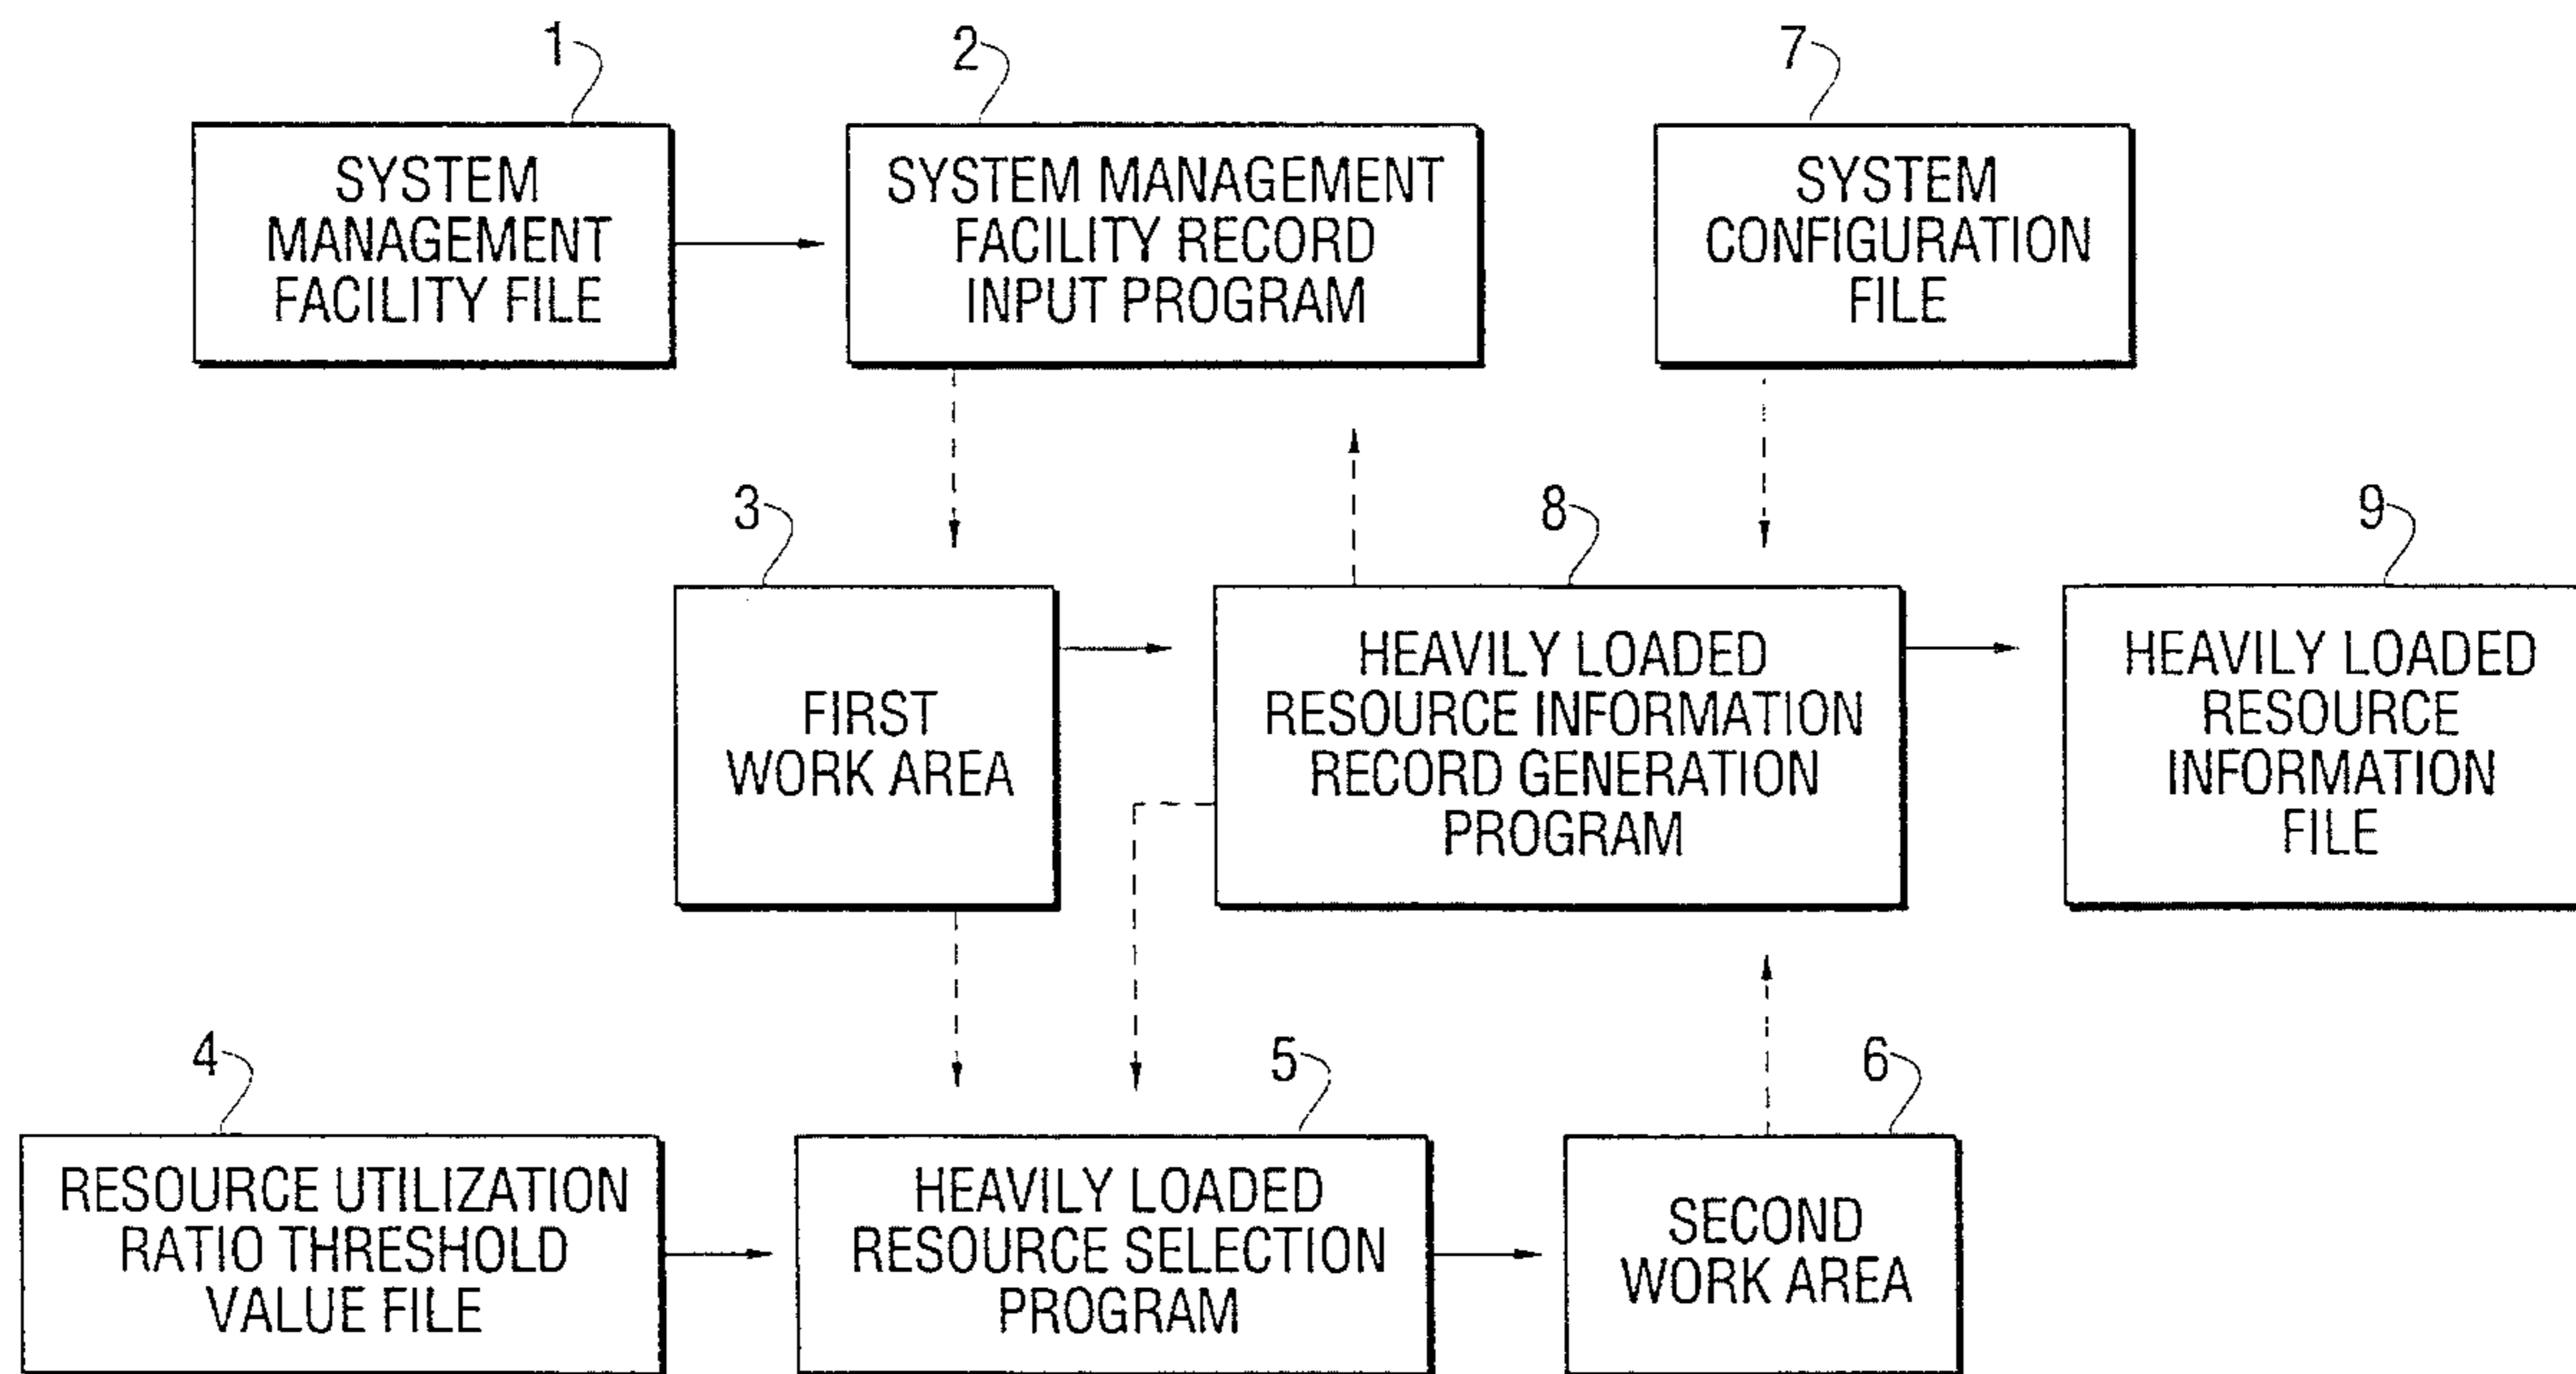 1
SYSTEM
MANAGEMENT
FACILITY FILE
2
SYSTEM MANAGEMENT
FACILITY RECORD
INPUT PROGRAM
7
SYSTEM
CONFIGURATION
FILE
3
FIRST
WORK AREA
8
HEAVILY LOADED
RESOURCE INFORMATION
RECORD GENERATION
PROGRAM
9
HEAVILY LOADED
RESOURCE
INFORMATION
FILE
4
RESOURCE UTILIZATION
RATIO THRESHOLD
VALUE FILE
5
HEAVILY LOADED
RESOURCE SELECTION
PROGRAM
6
SECOND
WORK AREA